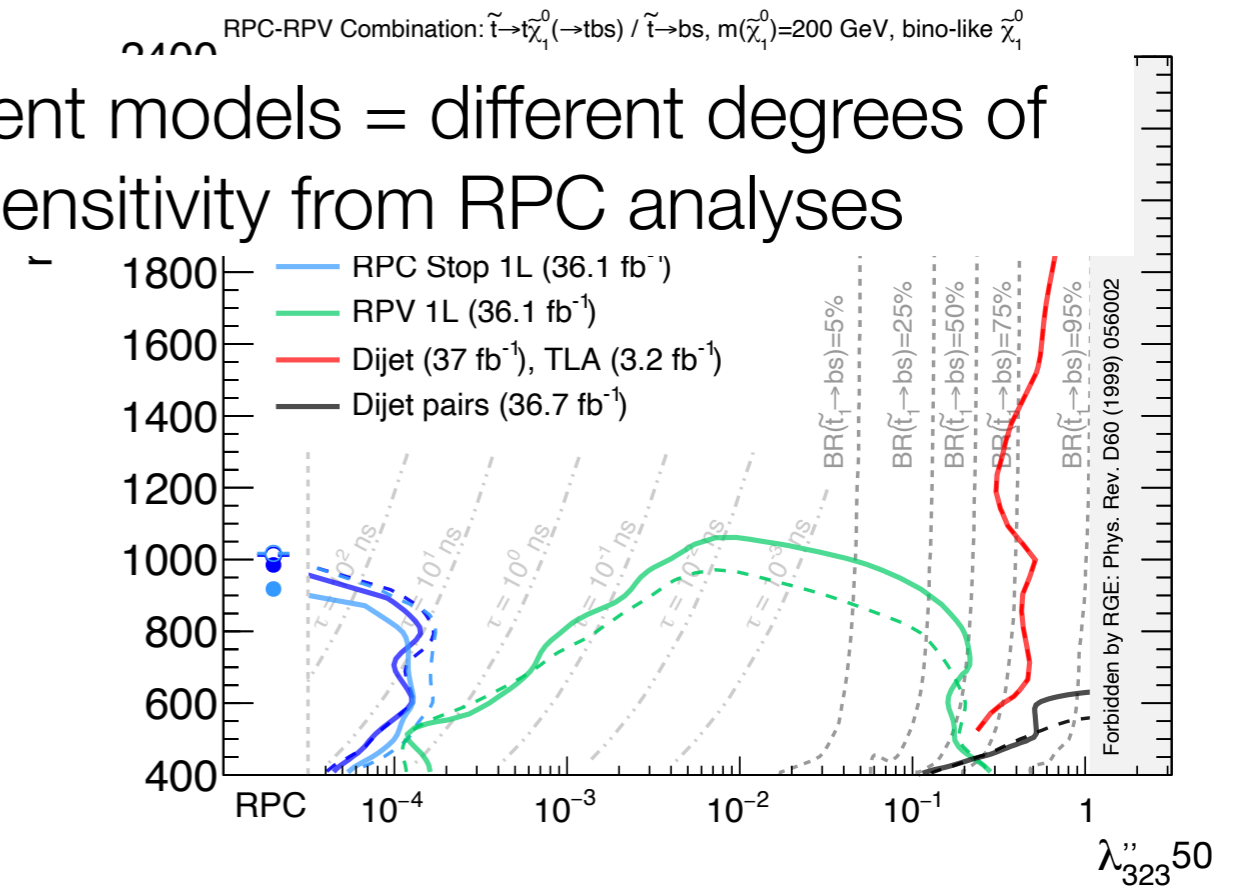 RPC-RPV Combination: t̃→tχ̃⁰₁(→tbs) / t̃→bs, m(χ̃⁰₁)=200 GeV, bino-like χ̃⁰₁
2400
ent models = different degrees of
ensitivity from RPC analyses
1800
1600
1400
1200
1000
800
600
400
RPC Stop 1L (36.1 fb⁻¹)
RPV 1L (36.1 fb⁻¹)
Dijet (37 fb⁻¹), TLA (3.2 fb⁻¹)
Dijet pairs (36.7 fb⁻¹)
BR(t̃₁→bs)=5%
BR(t̃₁→bs)=25%
BR(t̃₁→bs)=50%
BR(t̃₁→bs)=75%
BR(t̃₁→bs)=95%
Forbidden by RGE: Phys. Rev. D60 (1999) 056002
τ = 10² ns
τ = 10¹ ns
τ = 10⁰ ns
τ = 10⁻¹ ns
τ = 10⁻² ns
τ = 10⁻³ ns
RPC 10⁻⁴ 10⁻³ 10⁻² 10⁻¹ 1
λ''₃₂₃ 50